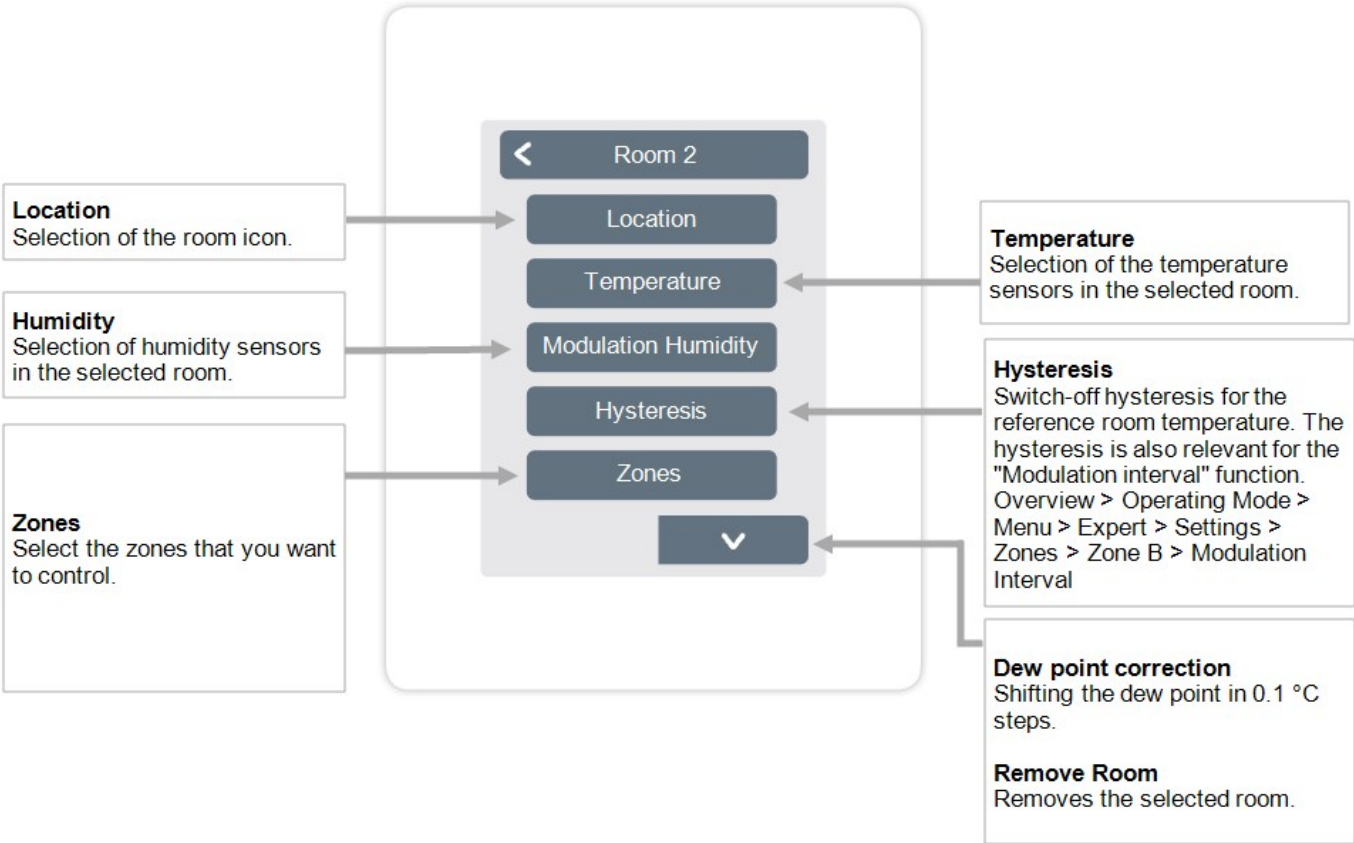 Room 2
Location
Temperature
Modulation Humidity
Hysteresis
Zones
Location
Selection of the room icon.
Humidity
Selection of humidity sensors
in the selected room.
Zones
Select the zones that you want
to control.
Temperature
Selection of the temperature
sensors in the selected room.
Hysteresis
Switch-off hysteresis for the
reference room temperature. The
hysteresis is also relevant for the
"Modulation interval" function.
Overview > Operating Mode >
Menu > Expert > Settings >
Zones > Zone B > Modulation
Interval
Dew point correction
Shifting the dew point in 0.1 °C
steps.
Remove Room
Removes the selected room.